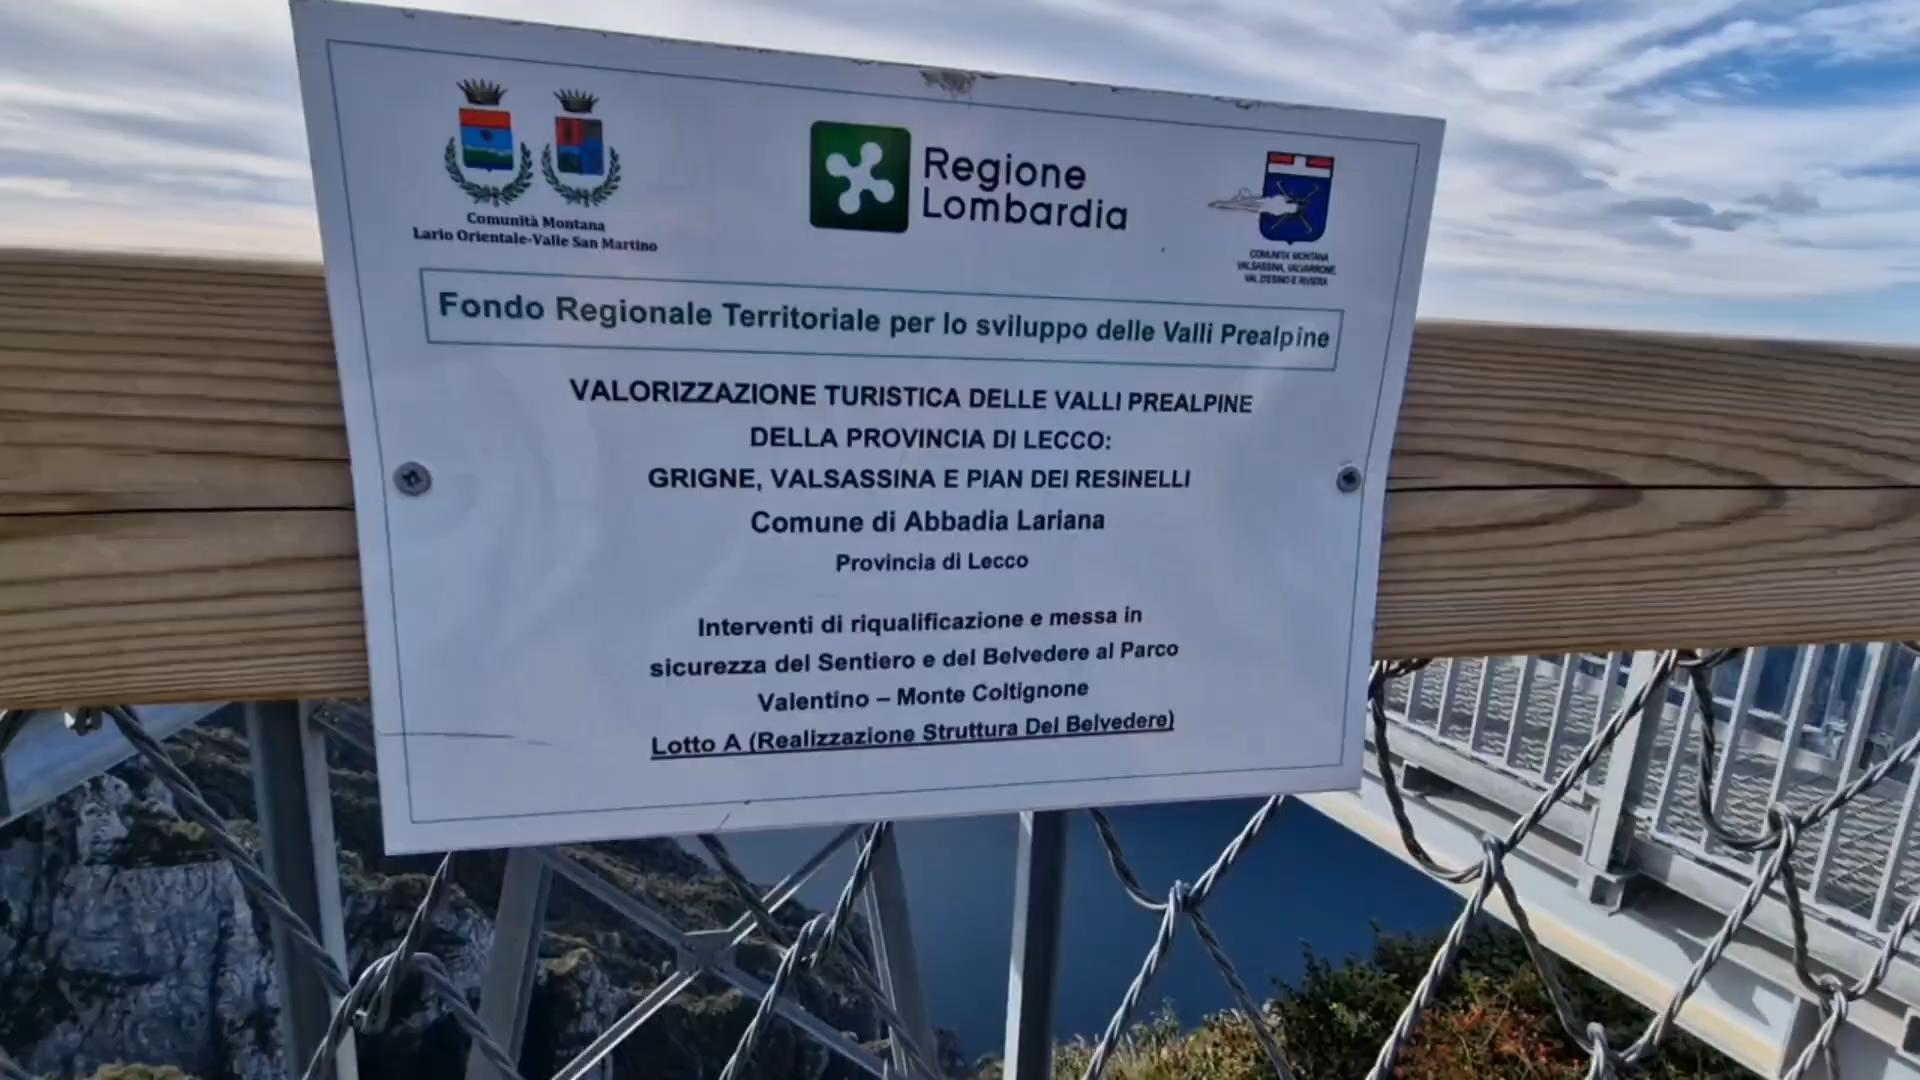 Comunità Montana
Lario Orientale-Valle San Martino
Regione
Lombardia
COMUNITA' MONTANA
VALSASSINA, VALVARRONE,
VAL D'ESINO E RIVIERA
Fondo Regionale Territoriale per lo sviluppo delle Valli Prealpine
VALORIZZAZIONE TURISTICA DELLE VALLI PREALPINE
DELLA PROVINCIA DI LECCO:
GRIGNE, VALSASSINA E PIAN DEI RESINELLI
Comune di Abbadia Lariana
Provincia di Lecco
Interventi di riqualificazione e messa in
sicurezza del Sentiero e del Belvedere al Parco
Valentino – Monte Coltignone
Lotto A (Realizzazione Struttura Del Belvedere)